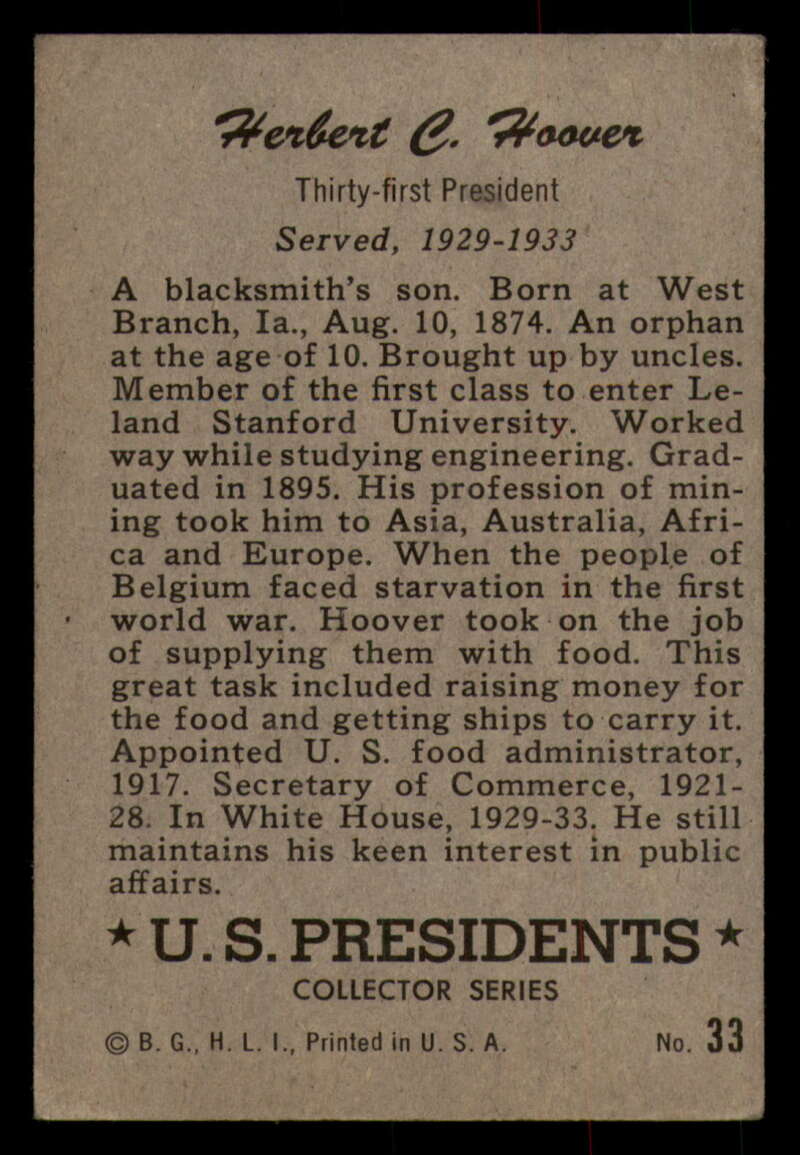 Herbert C. Hoover
Thirty-first President
Served, 1929-1933
A blacksmith's son. Born at West
Branch, Ia., Aug. 10, 1874. An orphan
at the age of 10. Brought up by uncles.
Member of the first class to enter Le-
land Stanford University. Worked
way while studying engineering. Grad-
uated in 1895. His profession of min-
ing took him to Asia, Australia, Afri-
ca and Europe. When the people of
Belgium faced starvation in the first
world war. Hoover took on the job
of supplying them with food. This
great task included raising money for
the food and getting ships to carry it.
Appointed U. S. food administrator,
1917. Secretary of Commerce, 1921-
28. In White House, 1929-33. He still
maintains his keen interest in public
affairs.
★ U.S. PRESIDENTS ★
COLLECTOR SERIES
© B. G., H. L. I., Printed in U. S. A. No. 33